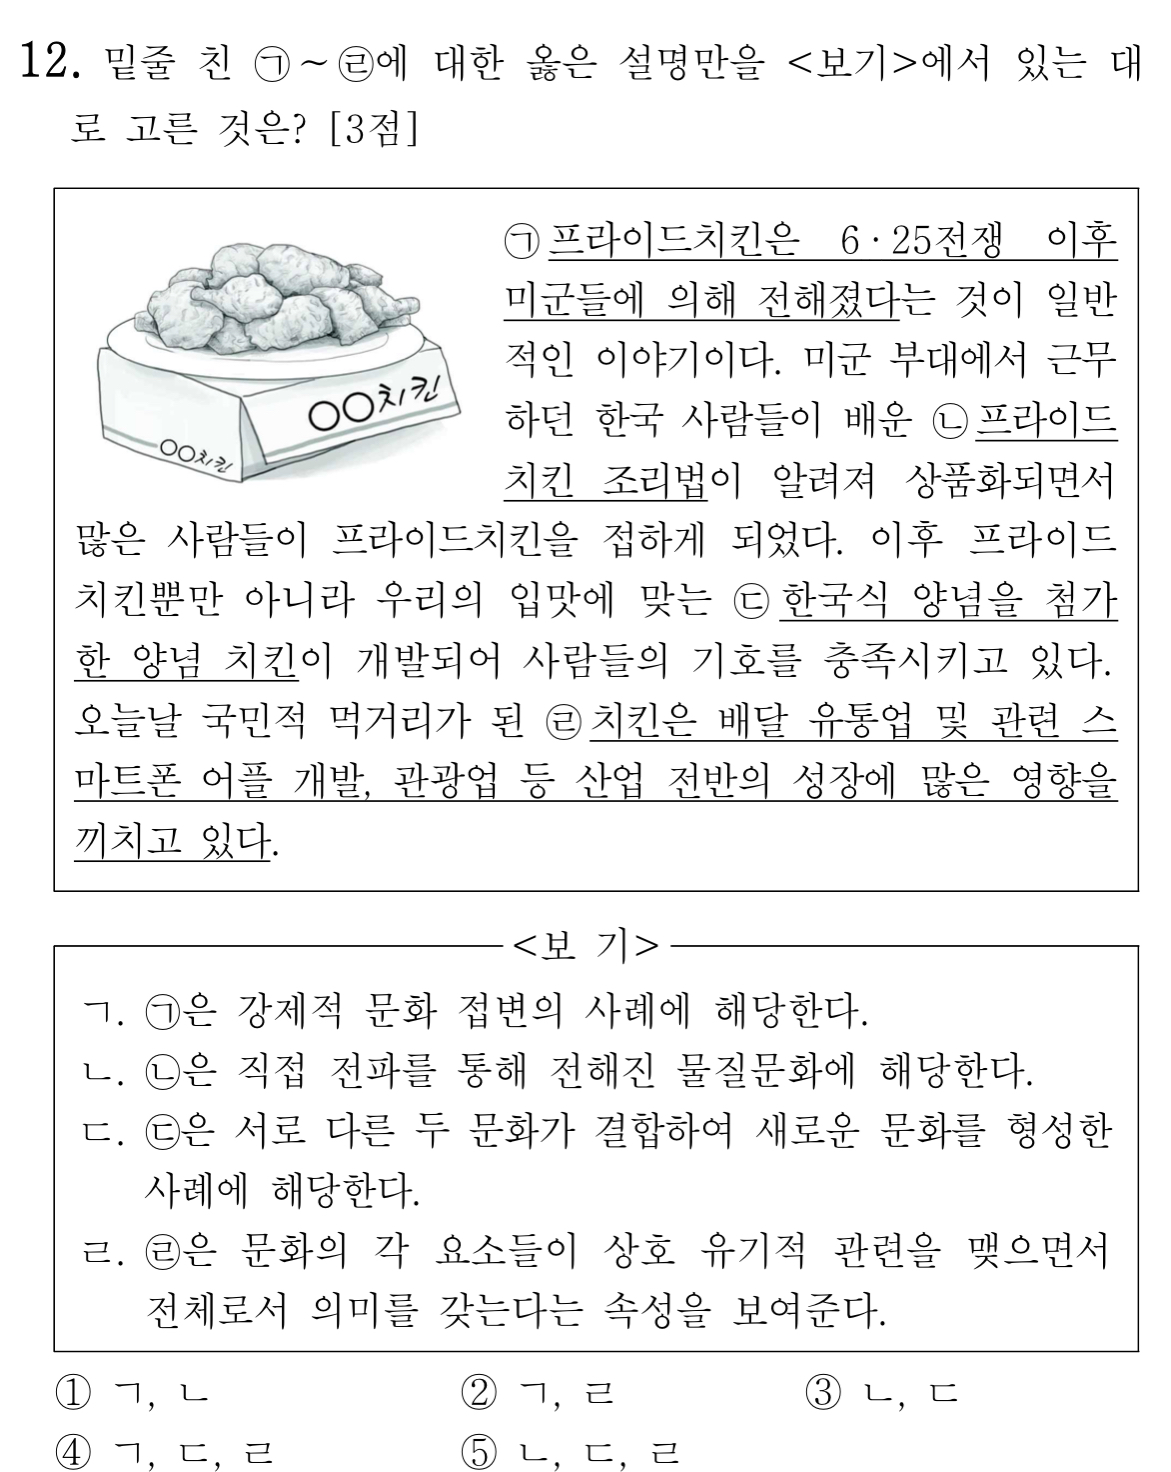 12. 밑줄 친 ㉠~㉣에 대한 옳은 설명만을 <보기>에서 있는 대
로 고른 것은? [3점]
㉠프라이드치킨은 6·25전쟁 이후
미군들에 의해 전해졌다는 것이 일반
적인 이야기이다. 미군 부대에서 근무
하던 한국 사람들이 배운 ㉡프라이드
치킨 조리법이 알려져 상품화되면서
○○치킨
○○치킨
많은 사람들이 프라이드치킨을 접하게 되었다. 이후 프라이드
치킨뿐만 아니라 우리의 입맛에 맞는 ㉢한국식 양념을 첨가
한 양념 치킨이 개발되어 사람들의 기호를 충족시키고 있다.
오늘날 국민적 먹거리가 된 ㉣치킨은 배달 유통업 및 관련 스
마트폰 어플 개발, 관광업 등 산업 전반의 성장에 많은 영향을
끼치고 있다.
<보 기>
ㄱ. ㉠은 강제적 문화 접변의 사례에 해당한다.
ㄴ. ㉡은 직접 전파를 통해 전해진 물질문화에 해당한다.
ㄷ. ㉢은 서로 다른 두 문화가 결합하여 새로운 문화를 형성한
사례에 해당한다.
ㄹ. ㉣은 문화의 각 요소들이 상호 유기적 관련을 맺으면서
전체로서 의미를 갖는다는 속성을 보여준다.
① ㄱ, ㄴ ② ㄱ, ㄹ ③ ㄴ, ㄷ
④ ㄱ, ㄷ, ㄹ ⑤ ㄴ, ㄷ, ㄹ